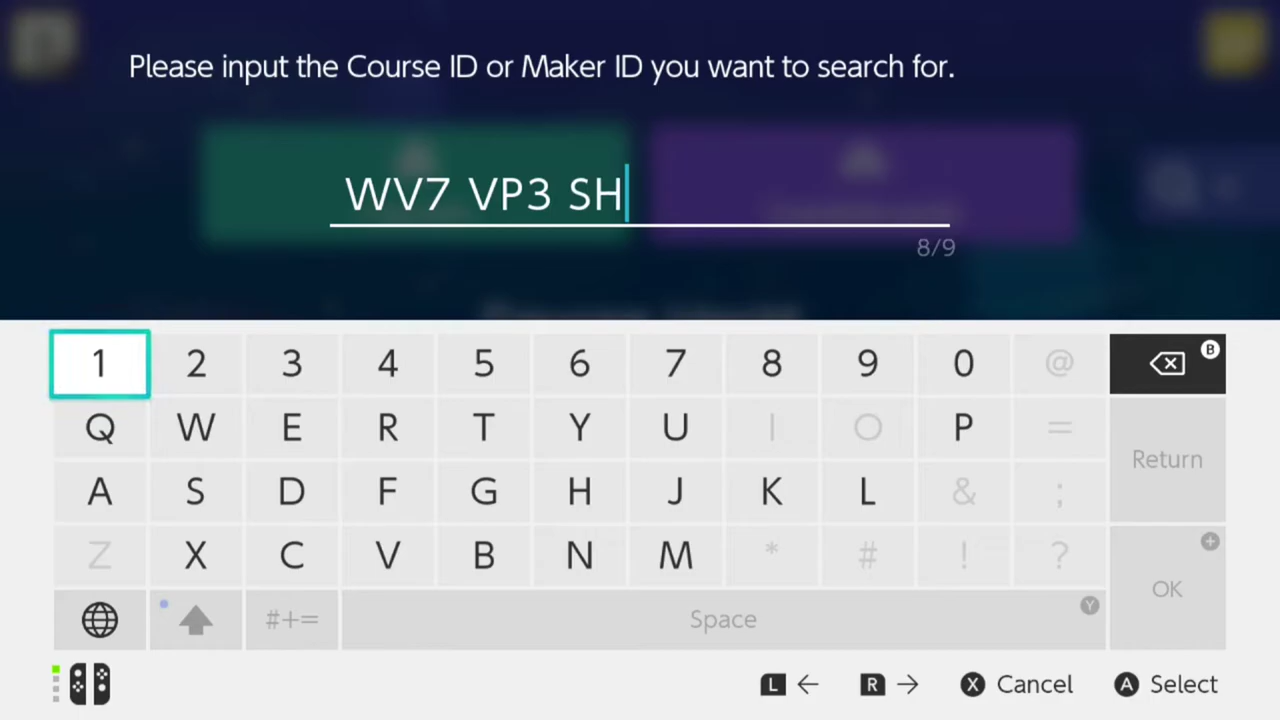 Please input the Course ID or Maker ID you want to search for.
WV7 VP3 SH
8/9
1 2 3 4 5 6 7 8 9 0 @ B
Q W E R T Y U I O P = Return
A S D F G H J K L & ;
Z X C V B N M * # ! ? + OK
#+= Space Y
L ← R → X Cancel A Select